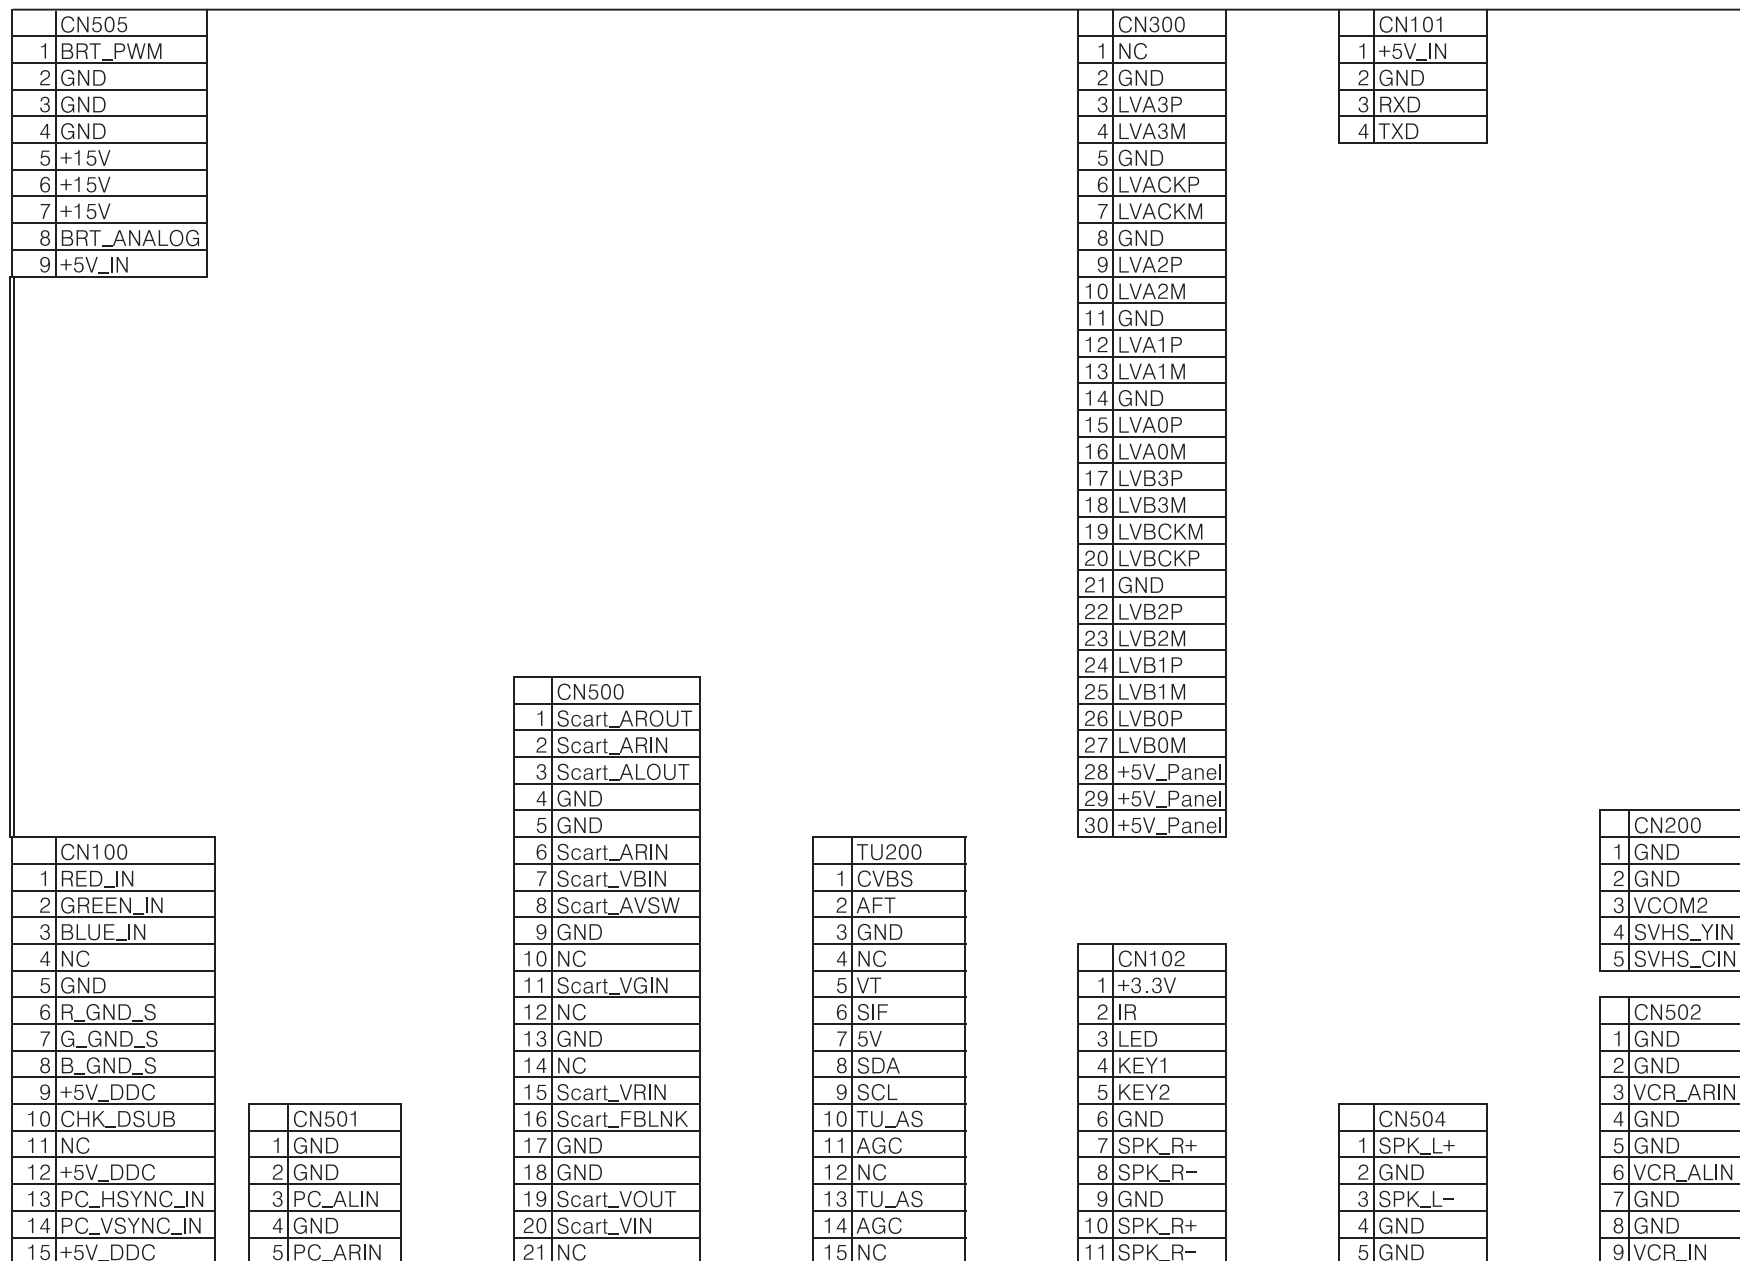 CN505
1 BRT_PWM
2 GND
3 GND
4 GND
5 +15V
6 +15V
7 +15V
8 BRT_ANALOG
9 +5V_IN
CN300
1 NC
2 GND
3 LVA3P
4 LVA3M
5 GND
6 LVACKP
7 LVACKM
8 GND
9 LVA2P
10 LVA2M
11 GND
12 LVA1P
13 LVA1M
14 GND
15 LVA0P
16 LVA0M
17 LVB3P
18 LVB3M
19 LVBCKM
20 LVBCKP
21 GND
22 LVB2P
23 LVB2M
24 LVB1P
25 LVB1M
26 LVB0P
27 LVB0M
28 +5V_Panel
29 +5V_Panel
30 +5V_Panel
CN101
1 +5V_IN
2 GND
3 RXD
4 TXD
CN100
1 RED_IN
2 GREEN_IN
3 BLUE_IN
4 NC
5 GND
6 R_GND_S
7 G_GND_S
8 B_GND_S
9 +5V_DDC
10 CHK_DSUB
11 NC
12 +5V_DDC
13 PC_HSYNC_IN
14 PC_VSYNC_IN
15 +5V_DDC
CN501
1 GND
2 GND
3 PC_ALIN
4 GND
5 PC_ARIN
CN500
1 Scart_AROUT
2 Scart_ARIN
3 Scart_ALOUT
4 GND
5 GND
6 Scart_ARIN
7 Scart_VBIN
8 Scart_AVSW
9 GND
10 NC
11 Scart_VGIN
12 NC
13 GND
14 NC
15 Scart_VRIN
16 Scart_FBLNK
17 GND
18 GND
19 Scart_VOUT
20 Scart_VIN
21 NC
TU200
1 CVBS
2 AFT
3 GND
4 NC
5 VT
6 SIF
7 5V
8 SDA
9 SCL
10 TU_AS
11 AGC
12 NC
13 TU_AS
14 AGC
15 NC
CN102
1 +3.3V
2 IR
3 LED
4 KEY1
5 KEY2
6 GND
7 SPK_R+
8 SPK_R-
9 GND
10 SPK_R+
11 SPK_R-
CN504
1 SPK_L+
2 GND
3 SPK_L-
4 GND
5 GND
CN200
1 GND
2 GND
3 VCOM2
4 SVHS_YIN
5 SVHS_CIN
CN502
1 GND
2 GND
3 VCR_ARIN
4 GND
5 GND
6 VCR_ALIN
7 GND
8 GND
9 VCR_IN